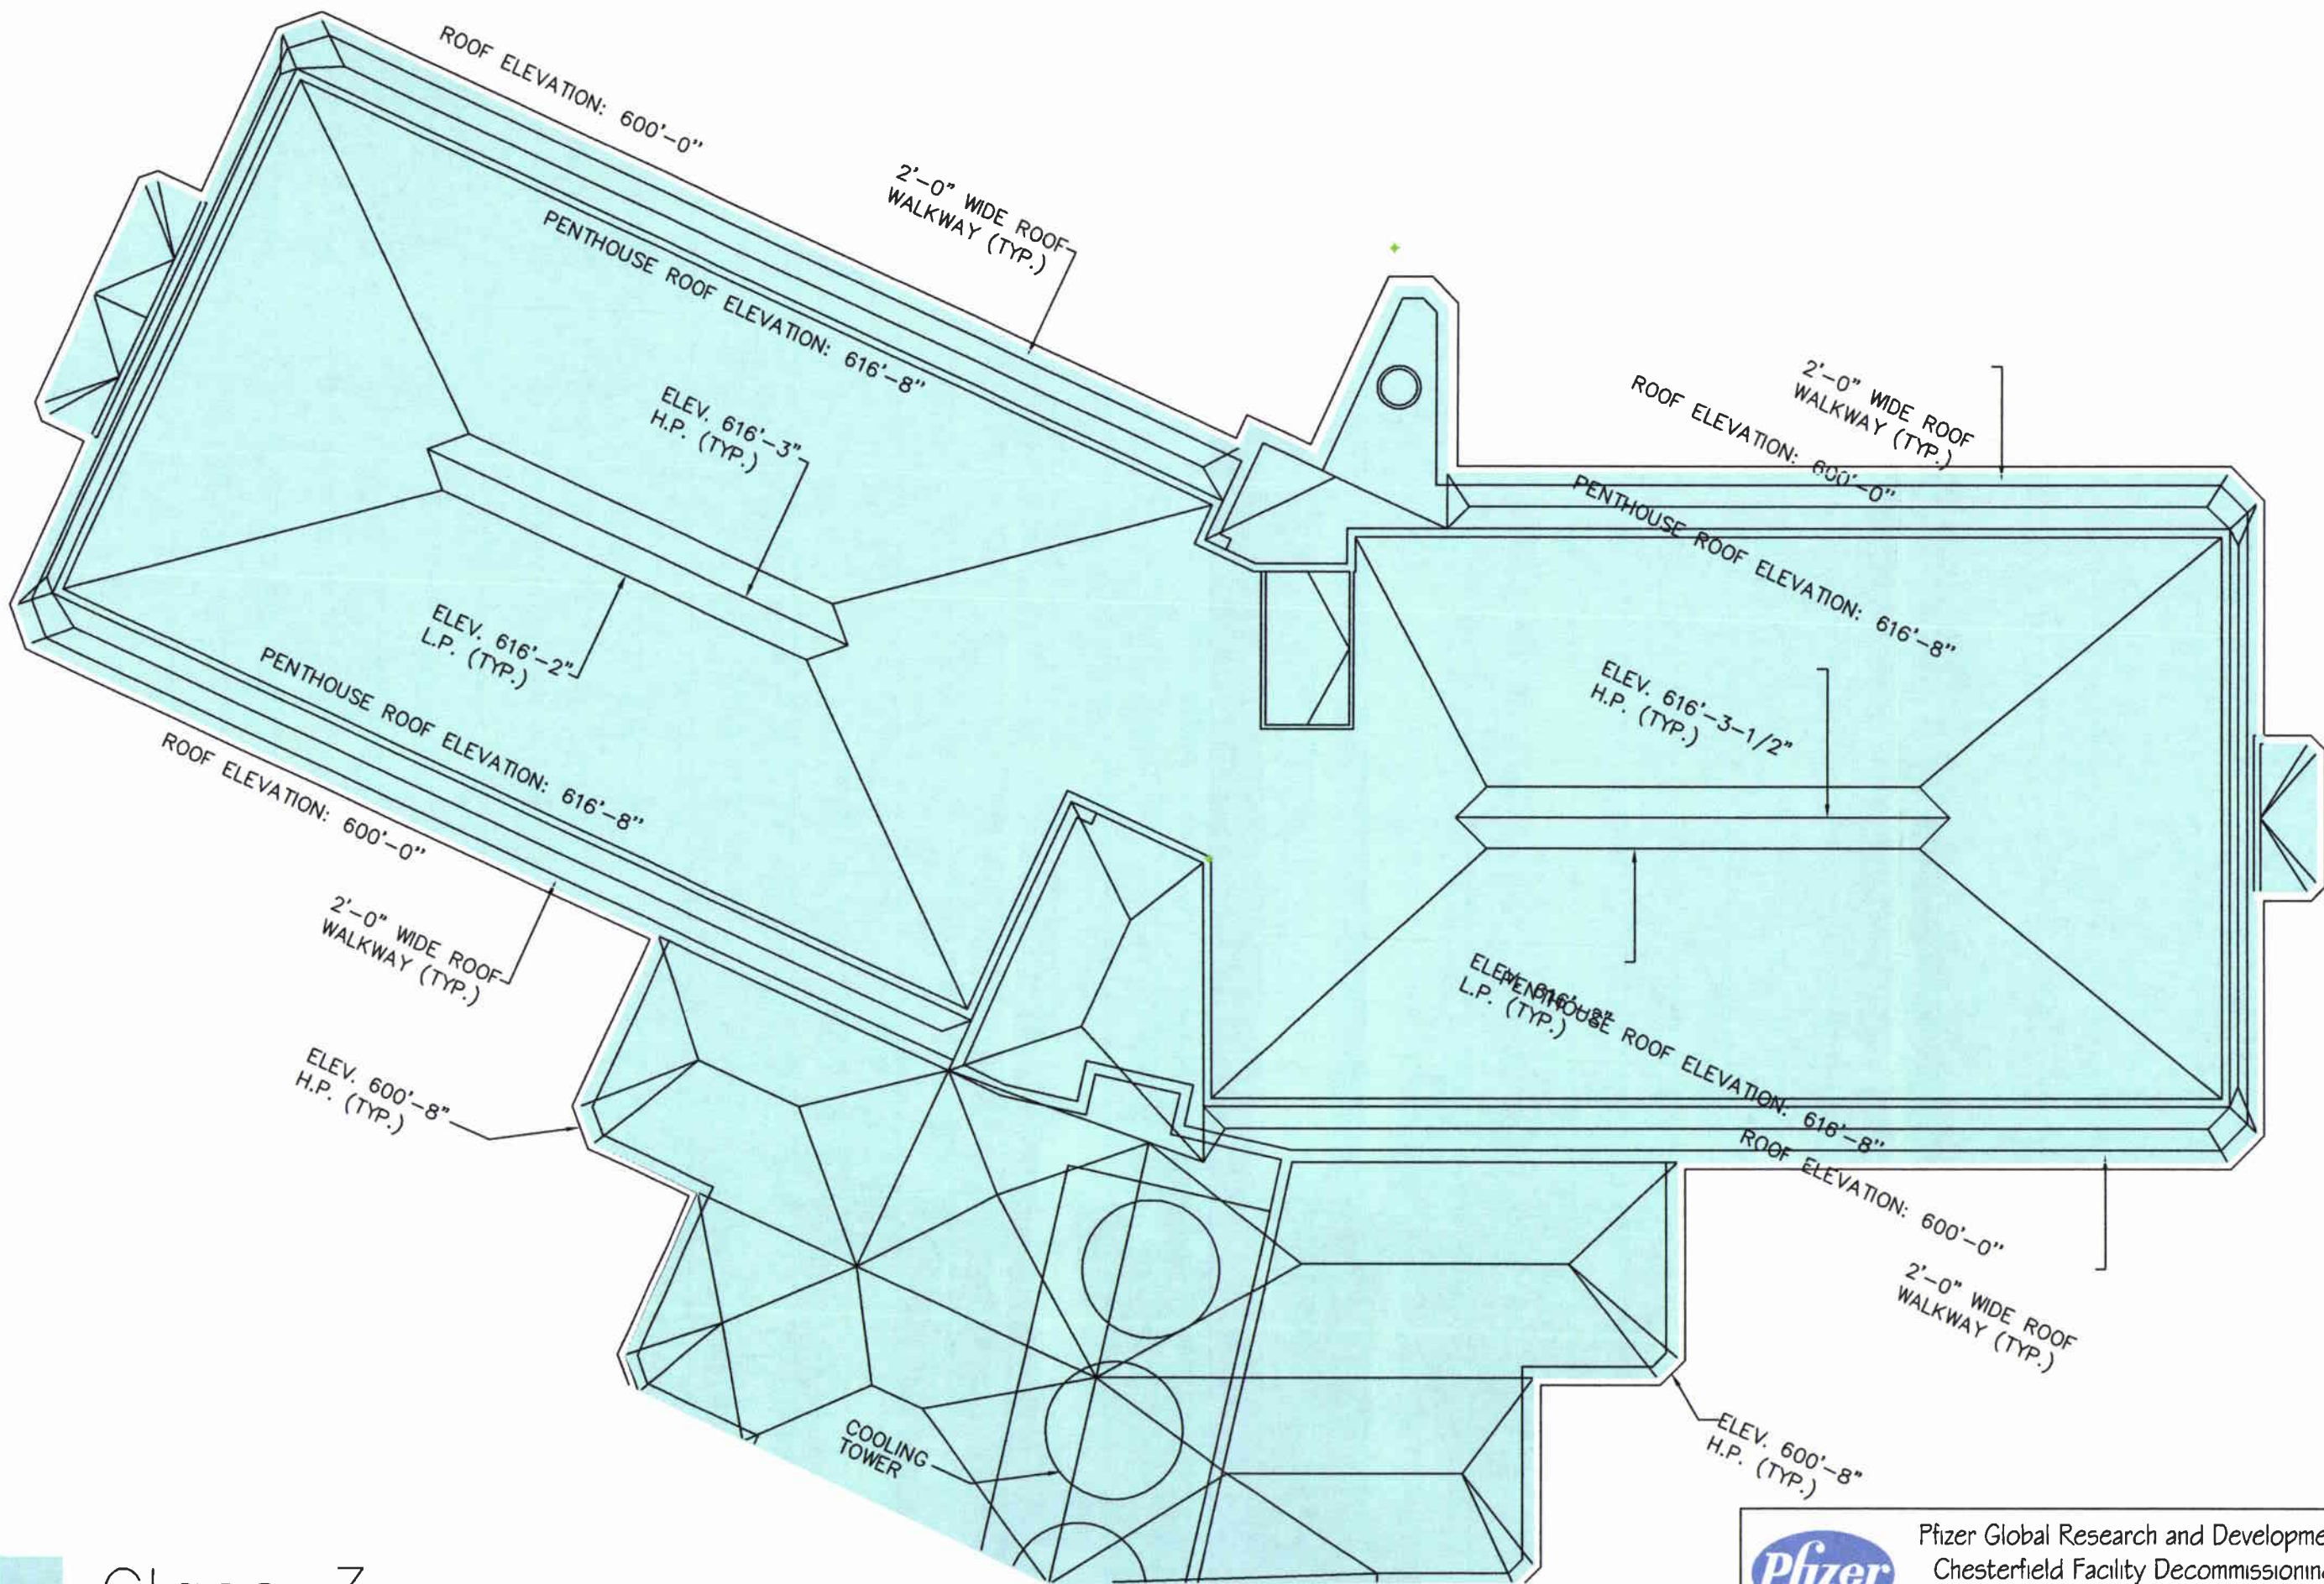 ROOF ELEVATION: 600'-0"
2'-0" WIDE ROOF
WALKWAY (TYP.)
PENTHOUSE ROOF ELEVATION: 616'-8"
ELEV. 616'-3"
H.P. (TYP.)
ELEV. 616'-2"
L.P. (TYP.)
PENTHOUSE ROOF ELEVATION: 616'-8"
ROOF ELEVATION: 600'-0"
2'-0" WIDE ROOF
WALKWAY (TYP.)
ELEV. 600'-8"
H.P. (TYP.)
2'-0" WIDE ROOF
WALKWAY (TYP.)
ROOF ELEVATION: 600'-0"
PENTHOUSE ROOF ELEVATION: 616'-8"
ELEV. 616'-3-1/2"
H.P. (TYP.)
ELEV.
L.P. (TYP.)
PENTHOUSE ROOF ELEVATION: 616'-8"
ROOF ELEVATION: 600'-0"
2'-0" WIDE ROOF
WALKWAY (TYP.)
ELEV. 600'-8"
H.P. (TYP.)
COOLING
TOWER
Pfizer
Pfizer Global Research and Developme
Chesterfield Facility Decommissioning